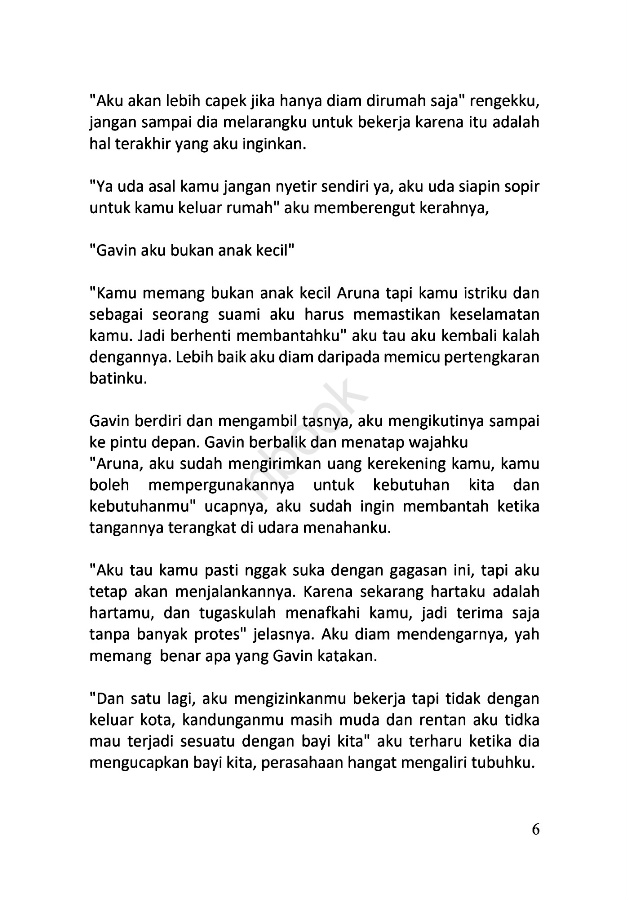 "Aku akan lebih capek jika hanya diam dirumah saja" rengekku,
jangan sampai dia melarangku untuk bekerja karena itu adalah
hal terakhir yang aku inginkan.
"Ya uda asal kamu jangan nyetir sendiri ya, aku uda siapin sopir
untuk kamu keluar rumah" aku memberengut kerahnya,
"Gavin aku bukan anak kecil"
"Kamu memang bukan anak kecil Aruna tapi kamu istriku dan
sebagai seorang suami aku harus memastikan keselamatan
kamu. Jadi berhenti membantahku" aku tau aku kembali kalah
dengannya. Lebih baik aku diam daripada memicu pertengkaran
batinku.
Gavin berdiri dan mengambil tasnya, aku mengikutinya sampai
ke pintu depan. Gavin berbalik dan menatap wajahku
"Aruna, aku sudah mengirimkan uang kerekening kamu, kamu
boleh mempergunakannya untuk kebutuhan kita dan
kebutuhanmu" ucapnya, aku sudah ingin membantah ketika
tangannya terangkat di udara menahanku.
"Aku tau kamu pasti nggak suka dengan gagasan ini, tapi aku
tetap akan menjalankannya. Karena sekarang hartaku adalah
hartamu, dan tugaskulah menafkahi kamu, jadi terima saja
tanpa banyak protes" jelasnya. Aku diam mendengarnya, yah
memang  benar apa yang Gavin katakan.
"Dan satu lagi, aku mengizinkanmu bekerja tapi tidak dengan
keluar kota, kandunganmu masih muda dan rentan aku tidka
mau terjadi sesuatu dengan bayi kita" aku terharu ketika dia
mengucapkan bayi kita, perasahaan hangat mengaliri tubuhku.
6